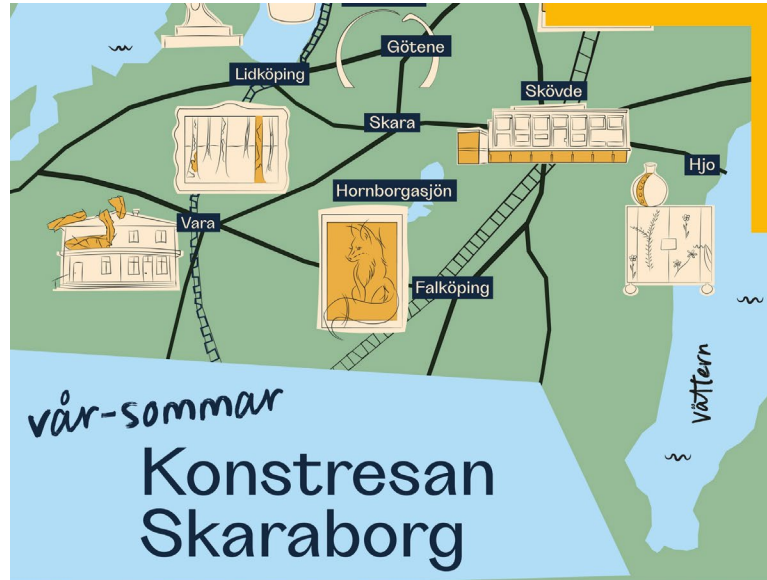 Götene
Lidköping
Skövde
Skara
Hjo
Hornborgasjön
Vara
Falköping
Vättern
vår-sommar
Konstresan
Skaraborg